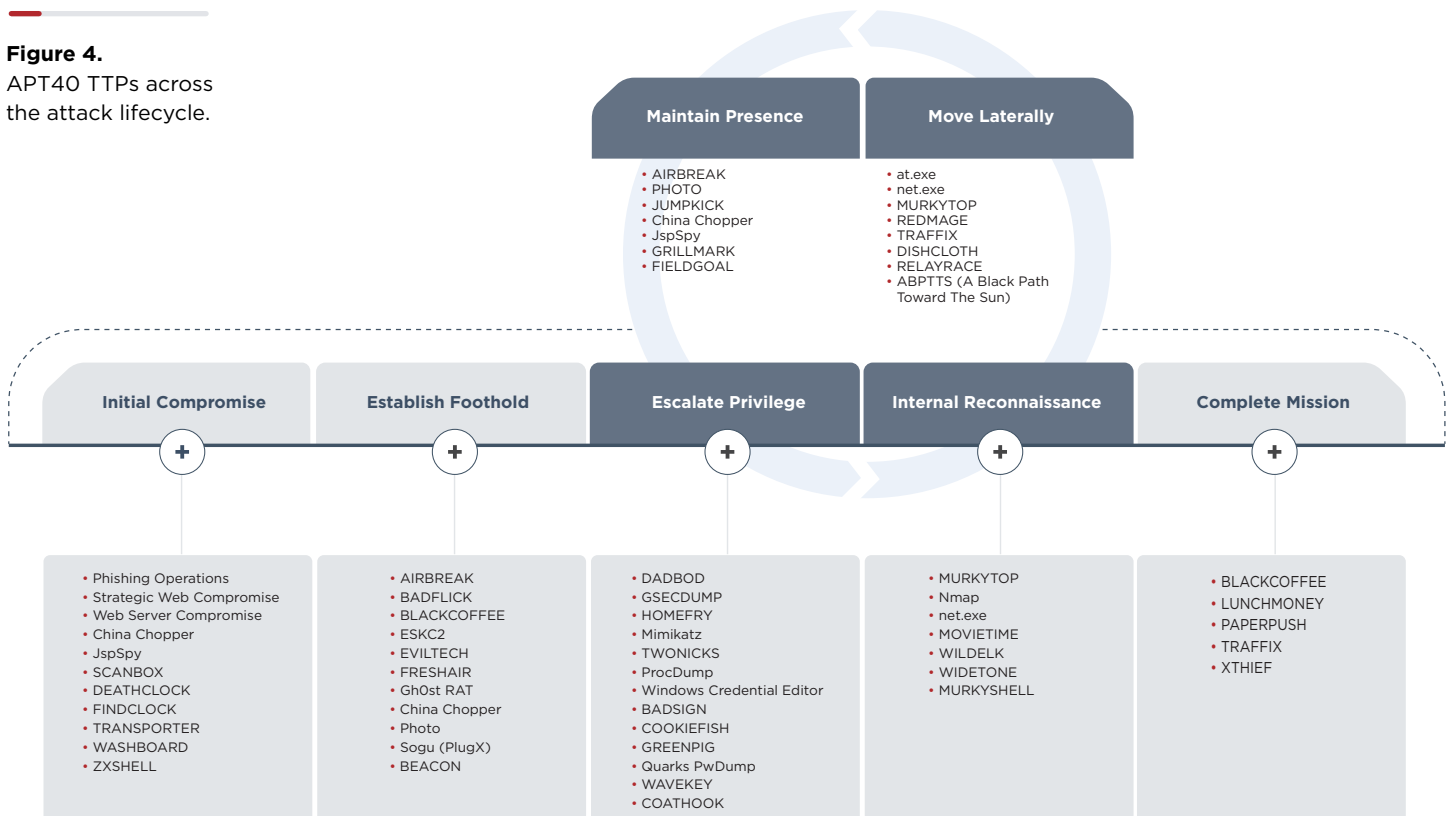 Figure 4.
APT40 TTPs across
the attack lifecycle.
Maintain Presence
• AIRBREAK
• PHOTO
• JUMPKICK
• China Chopper
• JspSpy
• GRILLMARK
• FIELDGOAL
Move Laterally
• at.exe
• net.exe
• MURKYTOP
• REDMAGE
• TRAFFIX
• DISHCLOTH
• RELAYRACE
• ABPTTS (A Black Path
Toward The Sun)
Initial Compromise
+
• Phishing Operations
• Strategic Web Compromise
• Web Server Compromise
• China Chopper
• JspSpy
• SCANBOX
• DEATHCLOCK
• FINDCLOCK
• TRANSPORTER
• WASHBOARD
• ZXSHELL
Establish Foothold
+
• AIRBREAK
• BADFLICK
• BLACKCOFFEE
• ESKC2
• EVILTECH
• FRESHAIR
• Gh0st RAT
• China Chopper
• Photo
• Sogu (PlugX)
• BEACON
Escalate Privilege
+
• DADBOD
• GSECDUMP
• HOMEFRY
• Mimikatz
• TWONICKS
• ProcDump
• Windows Credential Editor
• BADSIGN
• COOKIEFISH
• GREENPIG
• Quarks PwDump
• WAVEKEY
• COATHOOK
Internal Reconnaissance
+
• MURKYTOP
• Nmap
• net.exe
• MOVIETIME
• WILDELK
• WIDETONE
• MURKYSHELL
Complete Mission
+
• BLACKCOFFEE
• LUNCHMONEY
• PAPERPUSH
• TRAFFIX
• XTHIEF